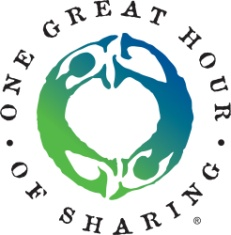 · ONE GREAT HOUR ·
OF SHARING ®